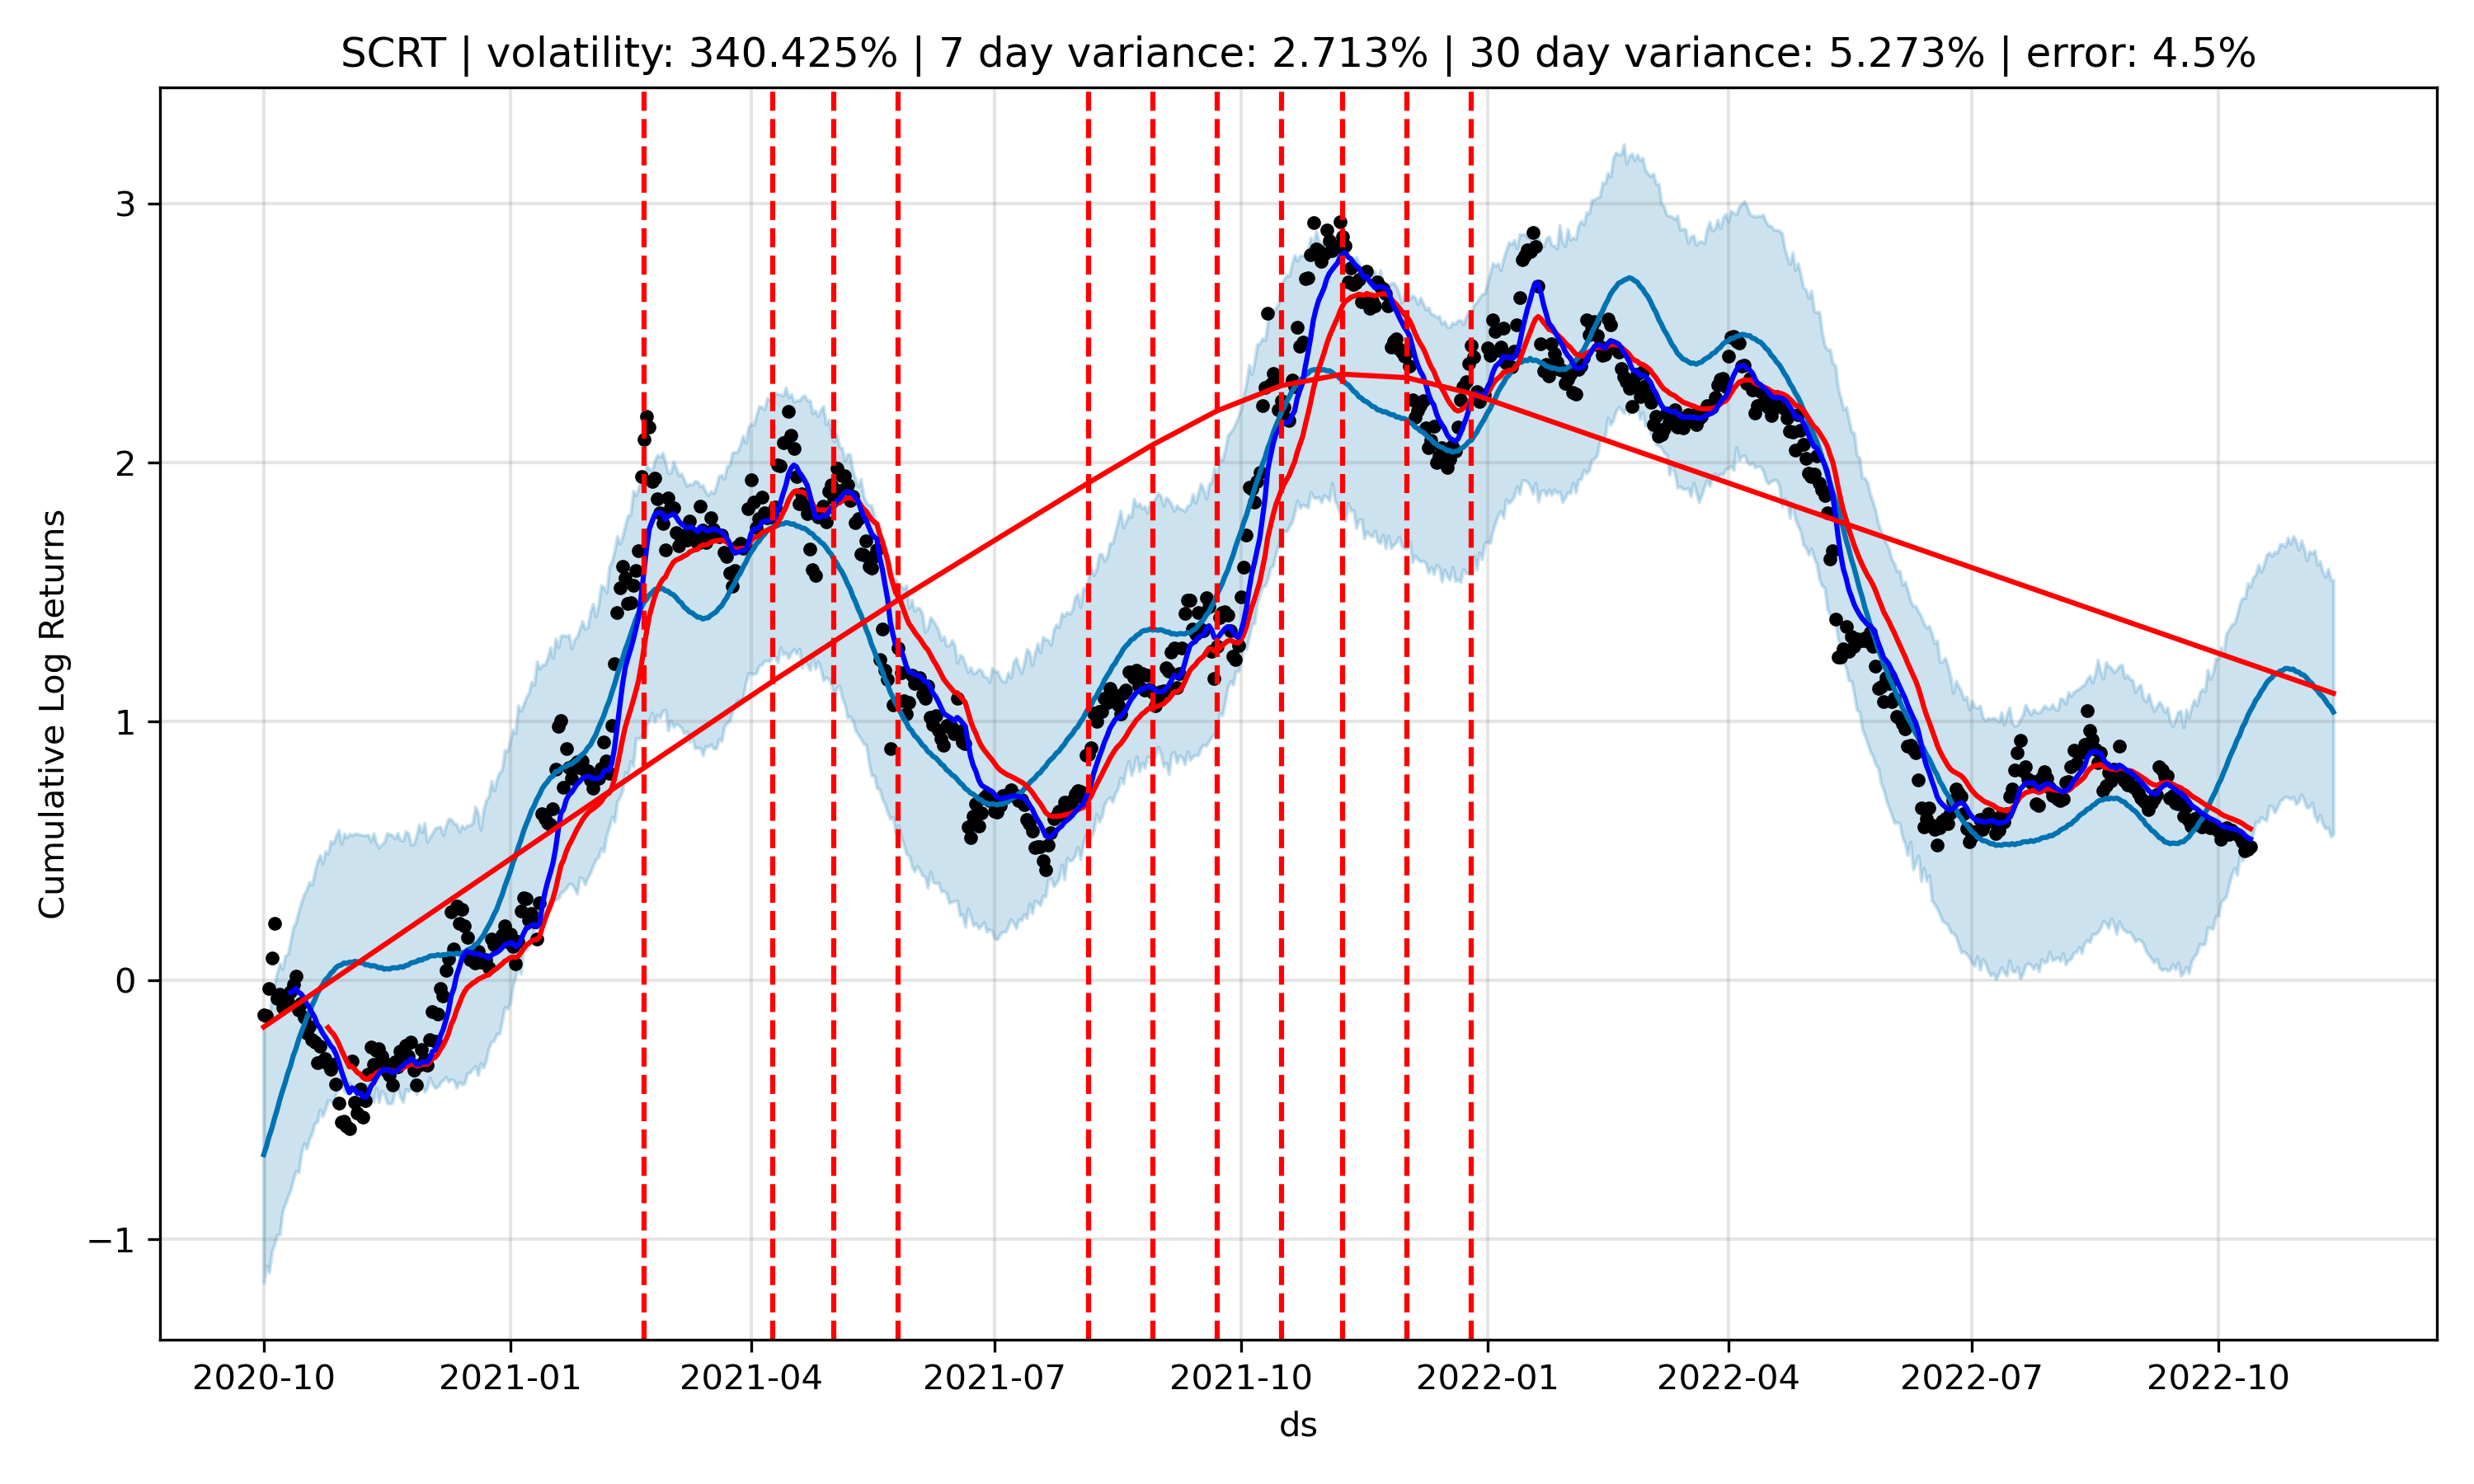 SCRT | volatility: 340.425% | 7 day variance: 2.713% | 30 day variance: 5.273% | error: 4.5%
Cumulative Log Returns
3
2
1
0
−1
2020-10 2021-01 2021-04 2021-07 2021-10 2022-01 2022-04 2022-07 2022-10
ds